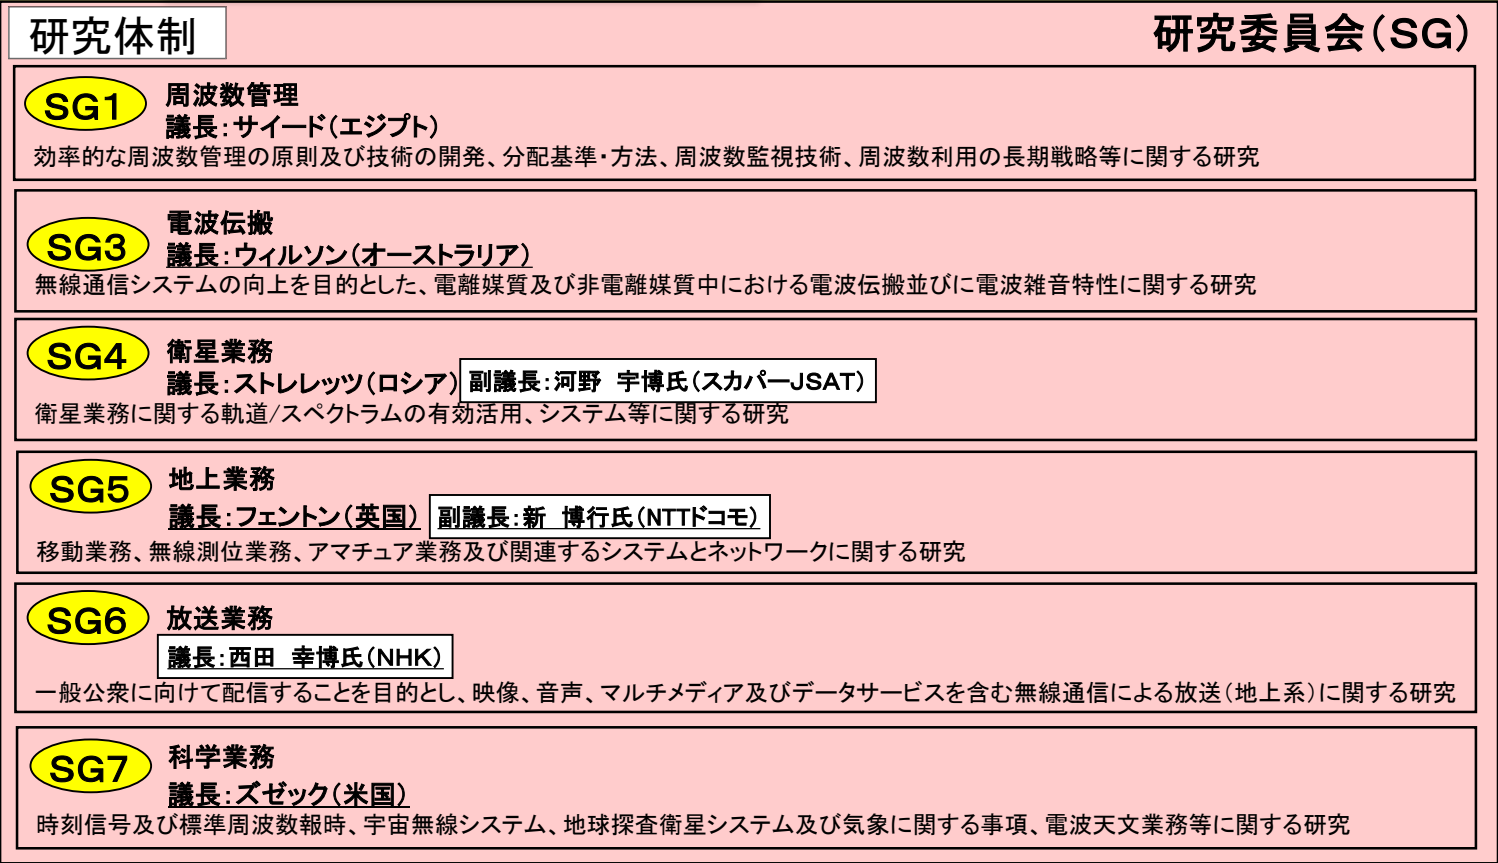 研究体制
研究委員会（SG）
SG1
周波数管理
議長：サイード（エジプト）
効率的な周波数管理の原則及び技術の開発、分配基準・方法、周波数監視技術、周波数利用の長期戦略等に関する研究
SG3
電波伝搬
議長：ウィルソン（オーストラリア）
無線通信システムの向上を目的とした、電離媒質及び非電離媒質中における電波伝搬並びに電波雑音特性に関する研究
SG4
衛星業務
議長：ストレレッツ（ロシア） 副議長：河野　宇博氏（スカパーJSAT）
衛星業務に関する軌道/スペクトラムの有効活用、システム等に関する研究
SG5
地上業務
議長：フェントン（英国） 副議長：新　博行氏（NTTドコモ）
移動業務、無線測位業務、アマチュア業務及び関連するシステムとネットワークに関する研究
SG6
放送業務
議長：西田　幸博氏（NHK）
一般公衆に向けて配信することを目的とし、映像、音声、マルチメディア及びデータサービスを含む無線通信による放送（地上系）に関する研究
SG7
科学業務
議長：ズゼック（米国）
時刻信号及び標準周波数報時、宇宙無線システム、地球探査衛星システム及び気象に関する事項、電波天文業務等に関する研究